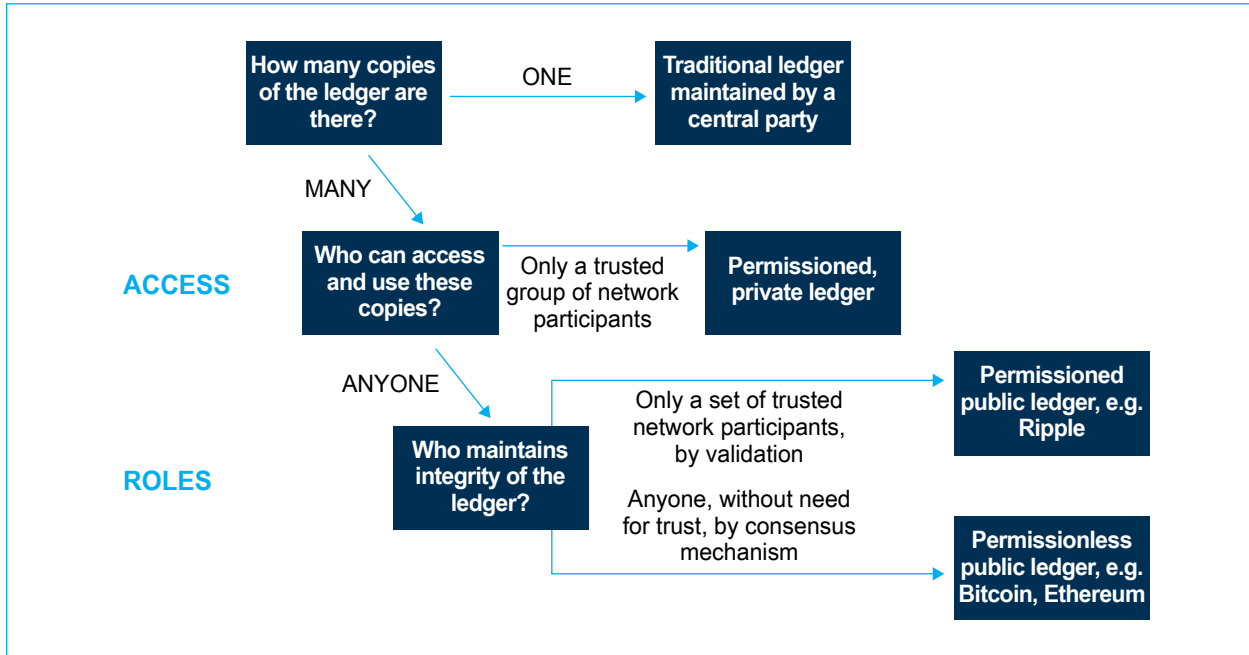 How many copies
of the ledger are
there?
ONE
Traditional ledger
maintained by a
central party
MANY
ACCESS
Who can access
and use these
copies?
Only a trusted
group of network
participants
Permissioned,
private ledger
ANYONE
ROLES
Who maintains
integrity of the
ledger?
Only a set of trusted
network participants,
by validation
Permissioned
public ledger, e.g.
Ripple
Anyone, without need
for trust, by consensus
mechanism
Permissionless
public ledger, e.g.
Bitcoin, Ethereum